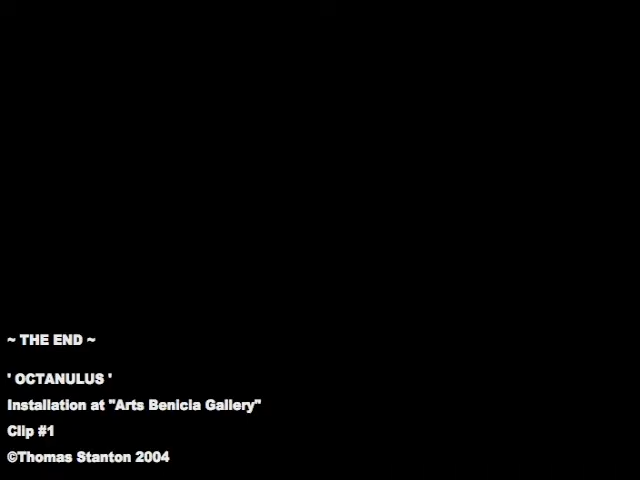 ~ THE END ~
' OCTANULUS '
Installation at "Arts Benicia Gallery"
Clip #1
©Thomas Stanton 2004